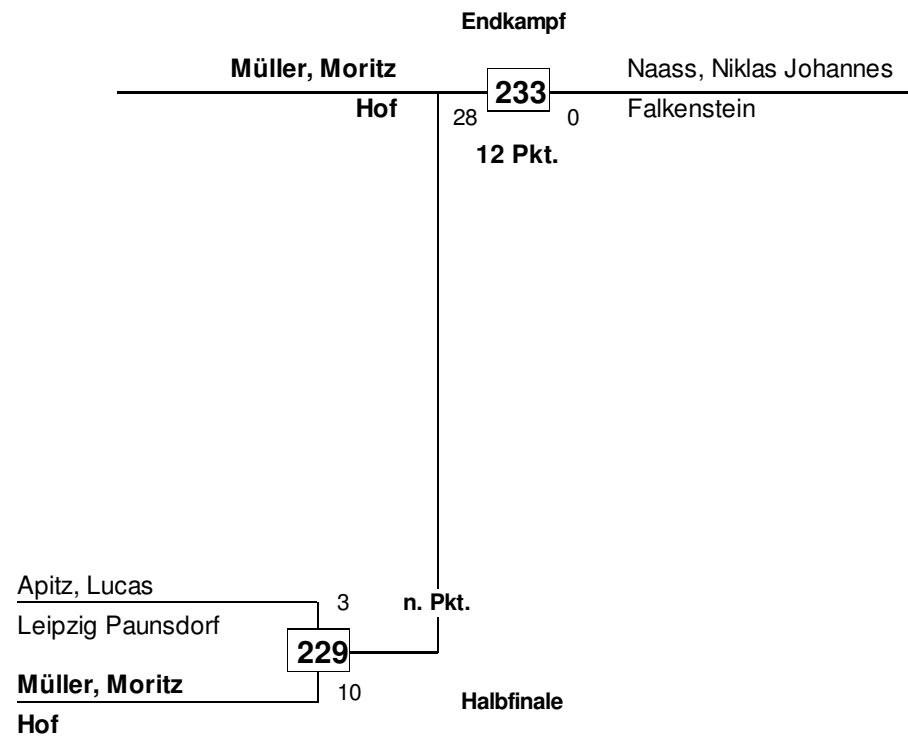 Endkampf
Müller, Moritz 233 Naass, Niklas Johannes
Hof 28 0 Falkenstein
12 Pkt.
Apitz, Lucas
3 n. Pkt.
Leipzig Paunsdorf
229
Müller, Moritz
10 Halbfinale
Hof